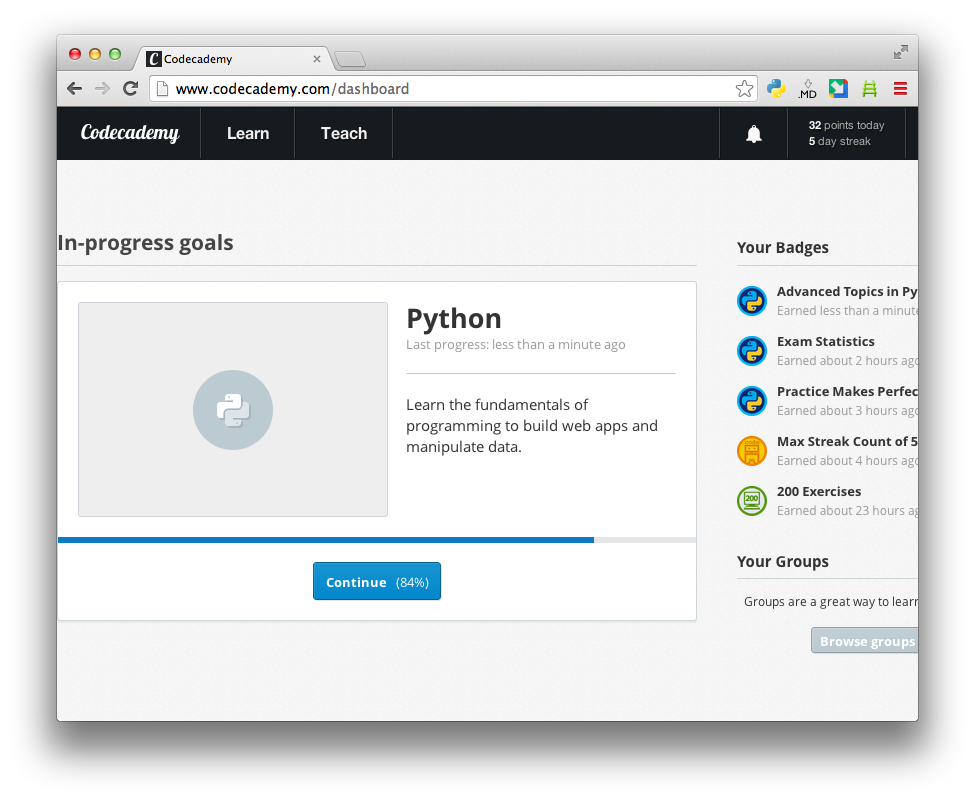 Codecademy
www.codecademy.com/dashboard
.MD
Codecademy
Learn
Teach
32 points today
5 day streak
In-progress goals
Python
Last progress: less than a minute ago
Learn the fundamentals of
programming to build web apps and
manipulate data.
Continue (84%)
Your Badges
Advanced Topics in Py
Earned less than a minute
Exam Statistics
Earned about 2 hours ago
Practice Makes Perfec
Earned about 3 hours ago
Max Streak Count of 5
Earned about 4 hours ago
200
200 Exercises
Earned about 23 hours ag
Your Groups
Groups are a great way to learn
Browse groups